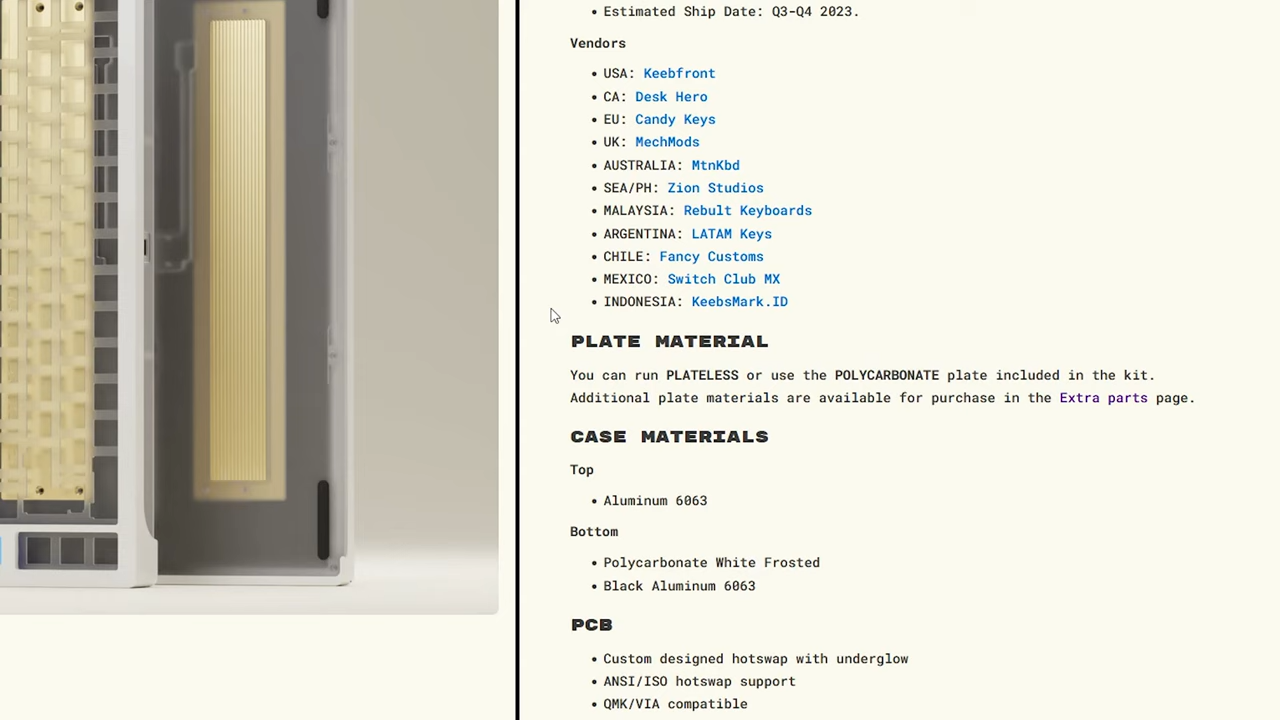 • Estimated Ship Date: Q3-Q4 2023.
Vendors
• USA: Keebfront
• CA: Desk Hero
• EU: Candy Keys
• UK: MechMods
• AUSTRALIA: MtnKbd
• SEA/PH: Zion Studios
• MALAYSIA: Rebult Keyboards
• ARGENTINA: LATAM Keys
• CHILE: Fancy Customs
• MEXICO: Switch Club MX
• INDONESIA: KeebsMark.ID
PLATE MATERIAL
You can run PLATELESS or use the POLYCARBONATE plate included in the kit.
Additional plate materials are available for purchase in the Extra parts page.
CASE MATERIALS
Top
• Aluminum 6063
Bottom
• Polycarbonate White Frosted
• Black Aluminum 6063
PCB
• Custom designed hotswap with underglow
• ANSI/ISO hotswap support
• QMK/VIA compatible